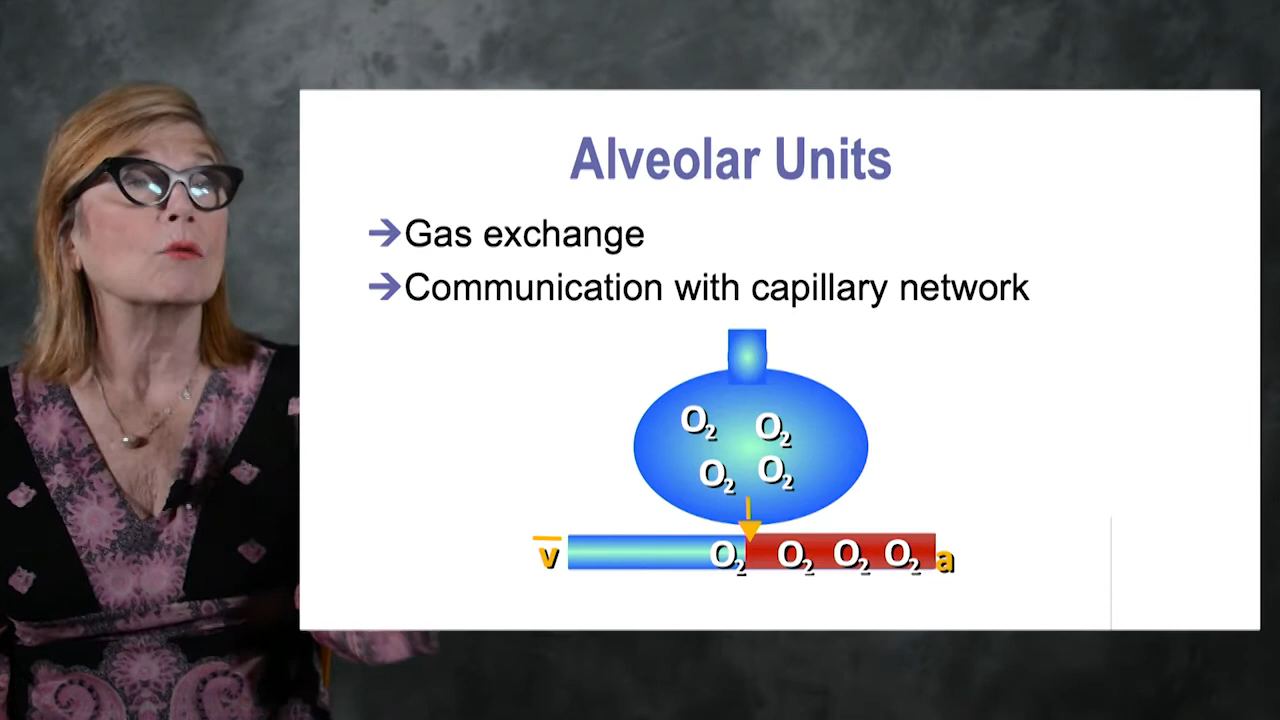 Alveolar Units
→Gas exchange
→Communication with capillary network
O₂ O₂
O₂ O₂
v̅ O₂ O₂ O₂ O₂ a